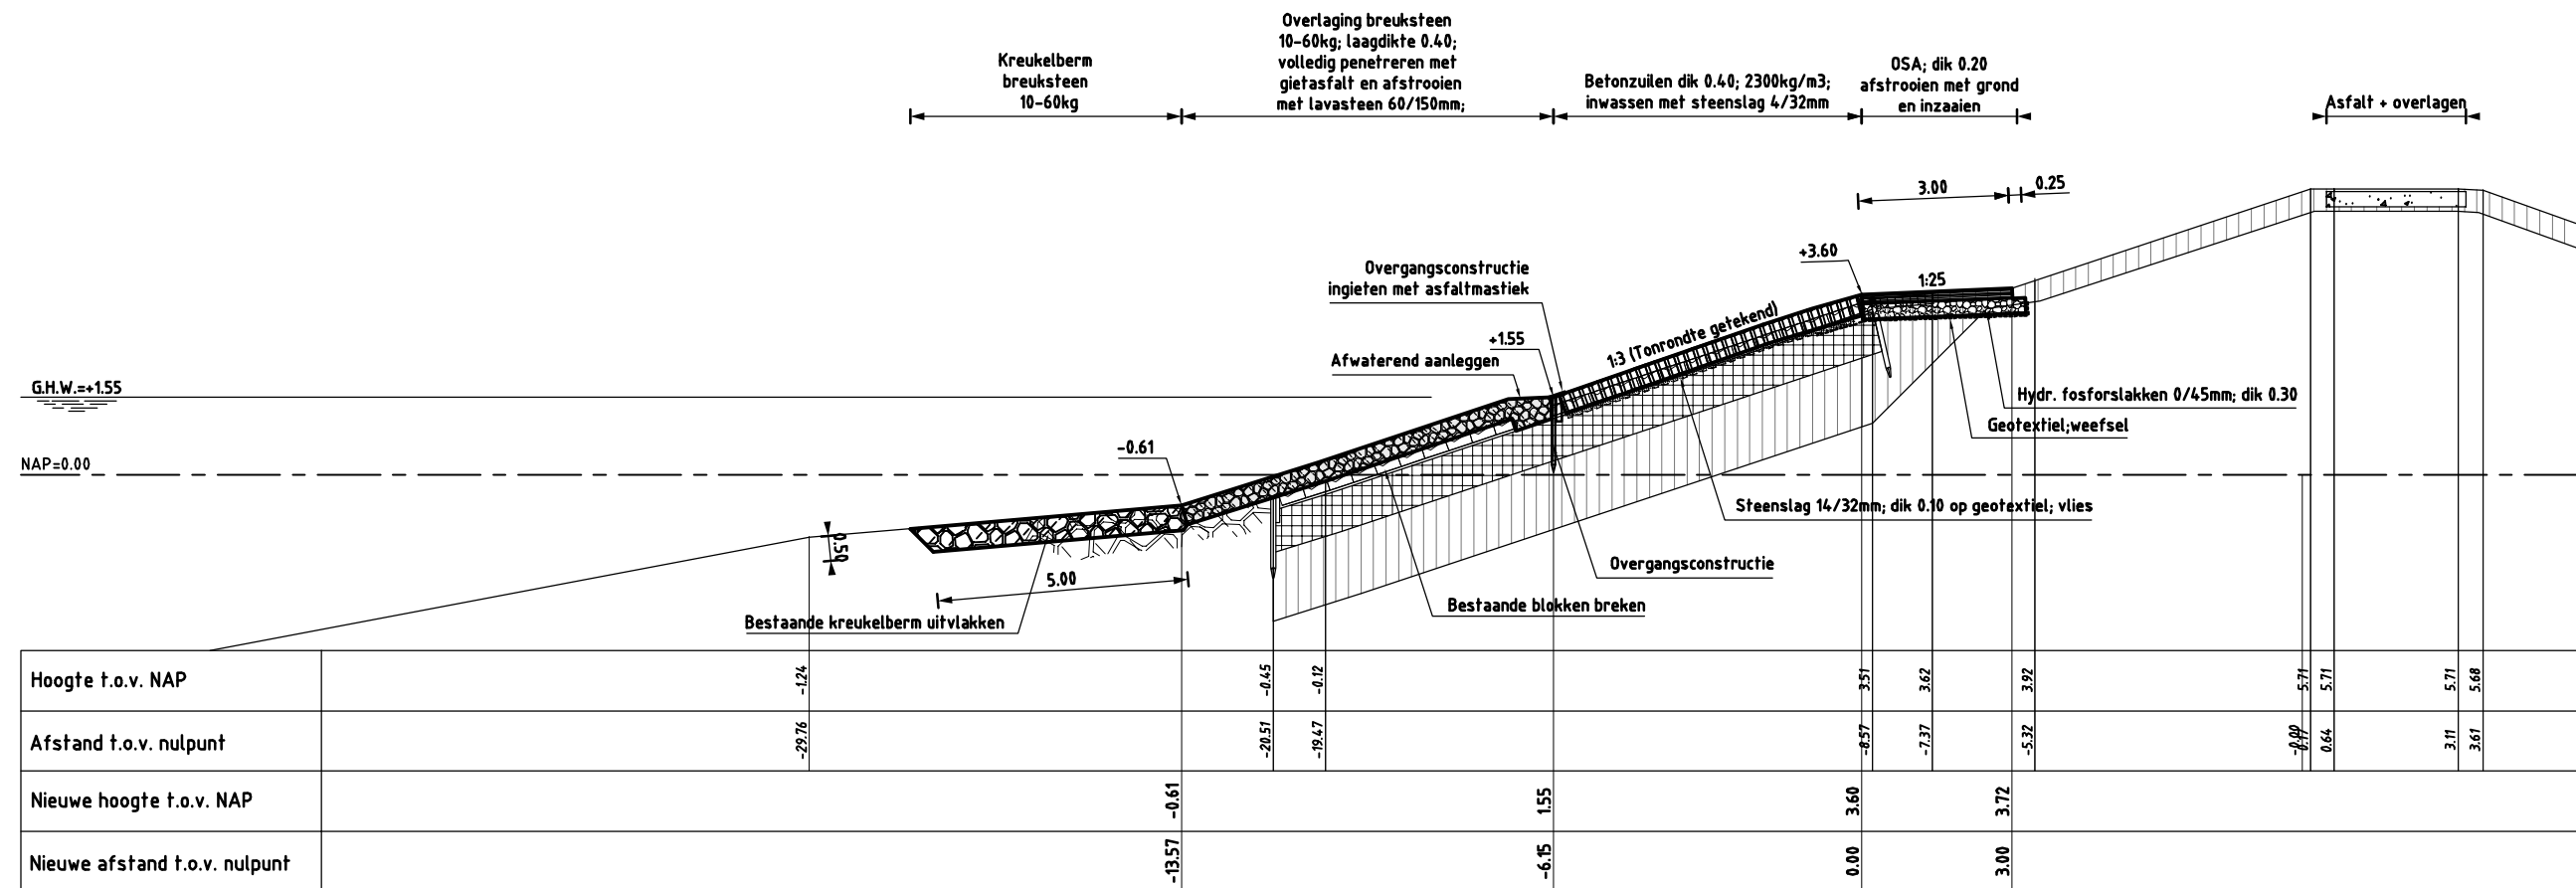 Kreukelberm
breuksteen
10-60kg
Overlaging breuksteen
10-60kg; laagdikte 0.40;
volledig penetreren met
gietasfalt en afstrooien
met lavasteen 60/150mm;
Betonzuilen dik 0.40; 2300kg/m3;
inwassen met steenslag 4/32mm
OSA; dik 0.20
afstrooien met grond
en inzaaien
Asfalt + overlagen
3.00
0.25
+3.60
1:25
Overgangsconstructie
ingieten met asfaltmastiek
1:3 (Tonrondte getekend)
+1.55
Afwaterend aanleggen
G.H.W.=+1.55
Hydr. fosforslakken 0/45mm; dik 0.30
Geotextiel;weefsel
-0.61
NAP=0.00
Steenslag 14/32mm; dik 0.10 op geotextiel; vlies
0.50
Overgangsconstructie
5.00
Bestaande blokken breken
Bestaande kreukelberm uitvlakken
Hoogte t.o.v. NAP
-1.24
-0.45
-0.12
3.51
3.62
3.92
5.71
5.71
5.71
5.68
Afstand t.o.v. nulpunt
-29.76
-20.51
-19.47
-8.57
-7.37
-5.32
-0.00
0.17
0.64
3.11
3.61
Nieuwe hoogte t.o.v. NAP
-0.61
1.55
3.60
3.72
Nieuwe afstand t.o.v. nulpunt
-13.57
-6.15
0.00
3.00